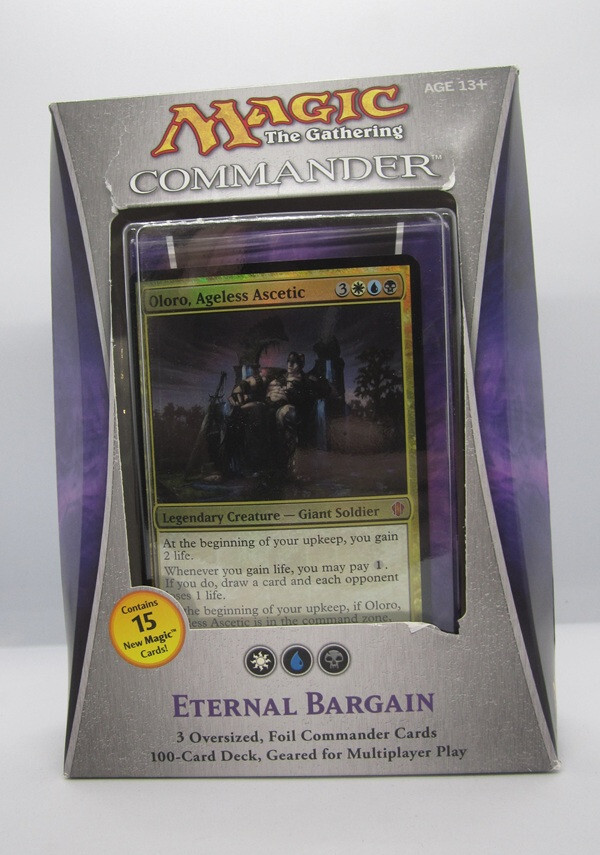 MAGIC
The Gathering
AGE 13+
COMMANDER™
Oloro, Ageless Ascetic 3
Legendary Creature — Giant Soldier
At the beginning of your upkeep, you gain
2 life.
Whenever you gain life, you may pay 1.
If you do, draw a card and each opponent
1 life.
beginning of your upkeep, if Oloro,
Ascetic is in the command zone,
Contains
15
New Magic™
Cards!
ETERNAL BARGAIN
3 Oversized, Foil Commander Cards
100-Card Deck, Geared for Multiplayer Play